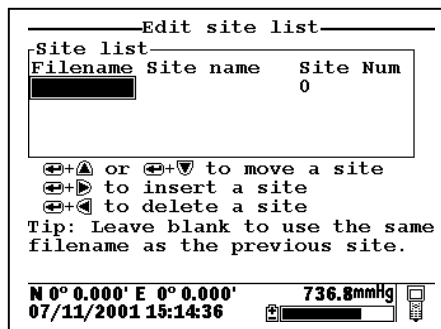 Edit site list
Site list
Filename Site name Site Num
0
+ or + to move a site
+ to insert a site
+ to delete a site
Tip: Leave blank to use the same
filename as the previous site.
N 0° 0.000' E 0° 0.000' 736.8mmHg
07/11/2001 15:14:36